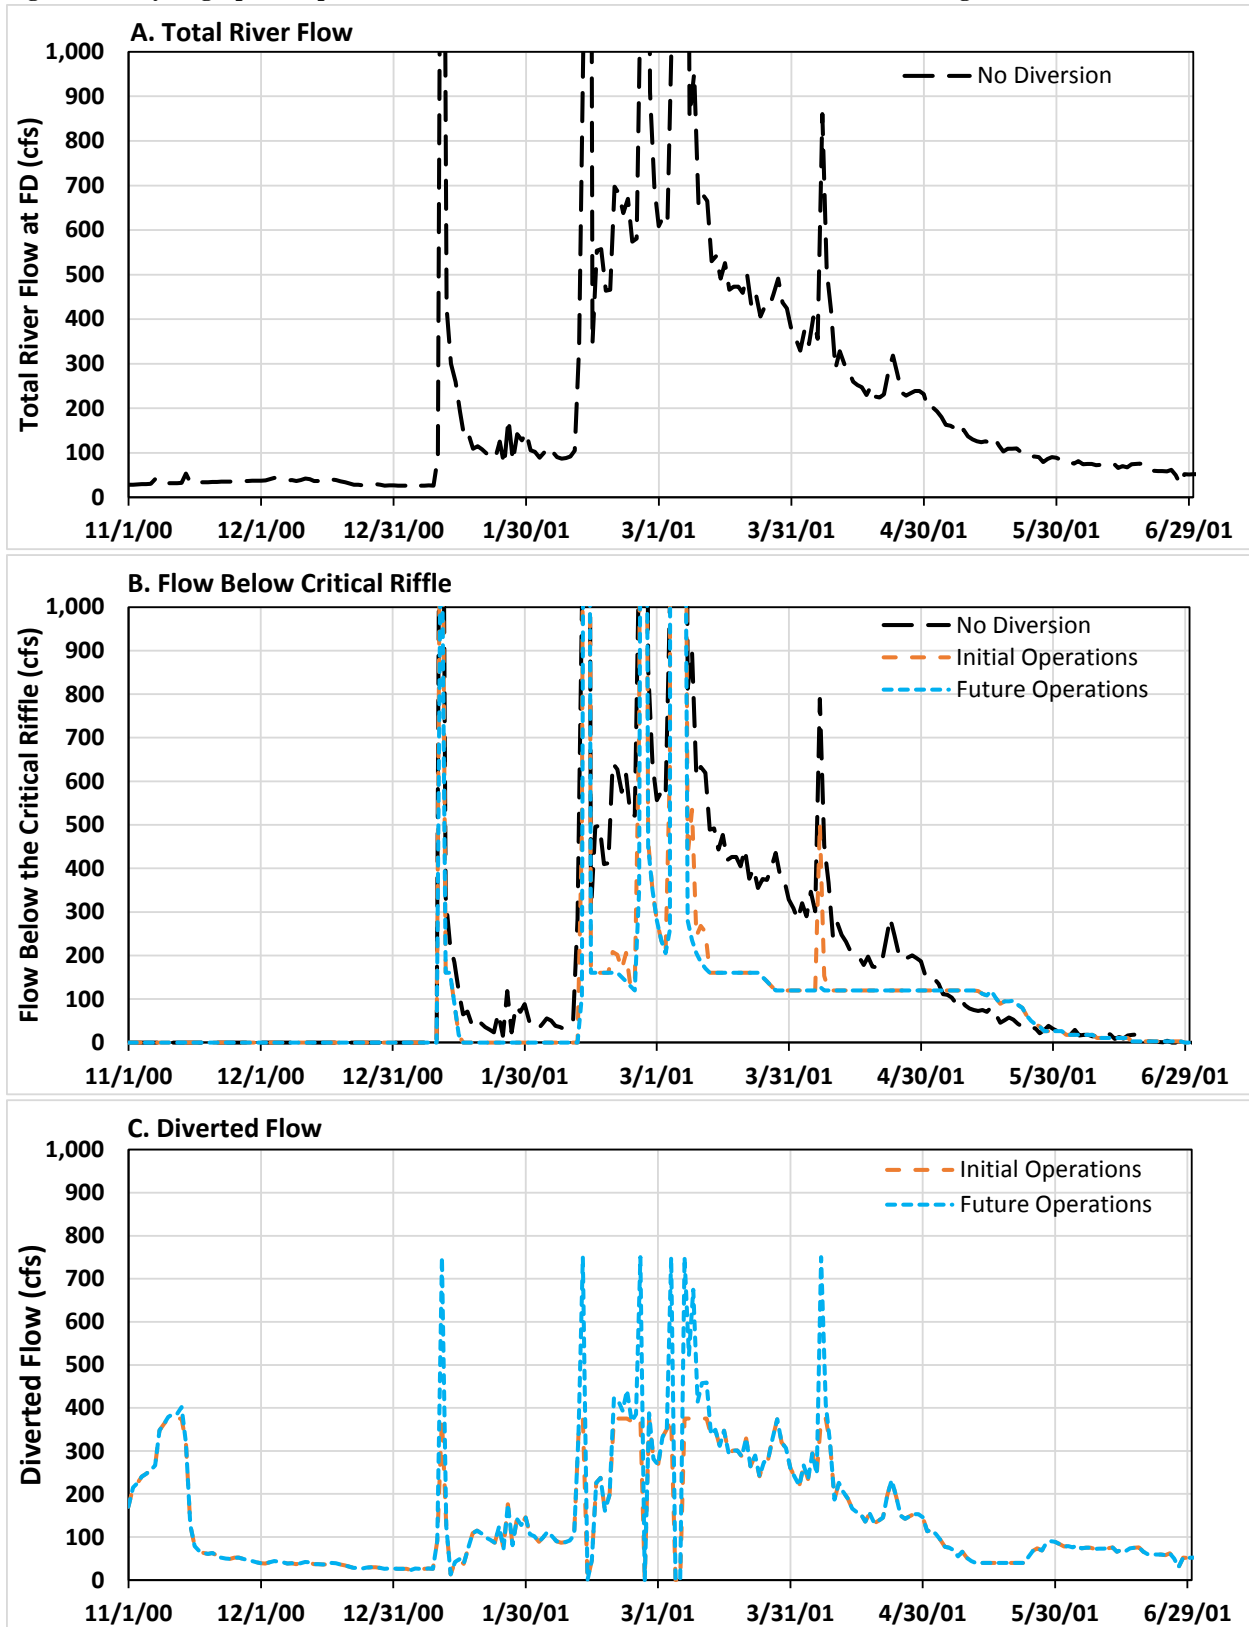 A. Total River Flow
1,000
900
800
700
600
500
400
300
200
100
0
Total River Flow at FD (cfs)
No Diversion
11/1/00 12/1/00 12/31/00 1/30/01 3/1/01 3/31/01 4/30/01 5/30/01 6/29/01
B. Flow Below Critical Riffle
1,000
900
800
700
600
500
400
300
200
100
0
Flow Below the Critical Riffle (cfs)
No Diversion
Initial Operations
Future Operations
11/1/00 12/1/00 12/31/00 1/30/01 3/1/01 3/31/01 4/30/01 5/30/01 6/29/01
C. Diverted Flow
1,000
900
800
700
600
500
400
300
200
100
0
Diverted Flow (cfs)
Initial Operations
Future Operations
11/1/00 12/1/00 12/31/00 1/30/01 3/1/01 3/31/01 4/30/01 5/30/01 6/29/01